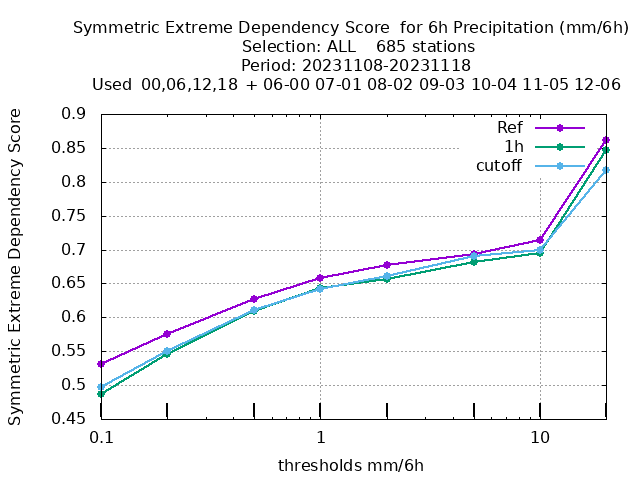 Symmetric Extreme Dependency Score  for 6h Precipitation (mm/6h)
Selection: ALL    685 stations
Period: 20231108-20231118
Used  00,06,12,18  + 06-00 07-01 08-02 09-03 10-04 11-05 12-06
Symmetric Extreme Dependency Score
0.9
0.85
0.8
0.75
0.7
0.65
0.6
0.55
0.5
0.45
Ref
1h
cutoff
0.1
1
10
thresholds mm/6h